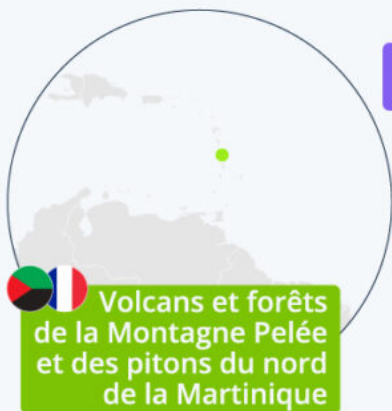 Volcans et forêts
de la Montagne Pelée
et des pitons du nord
de la Martinique